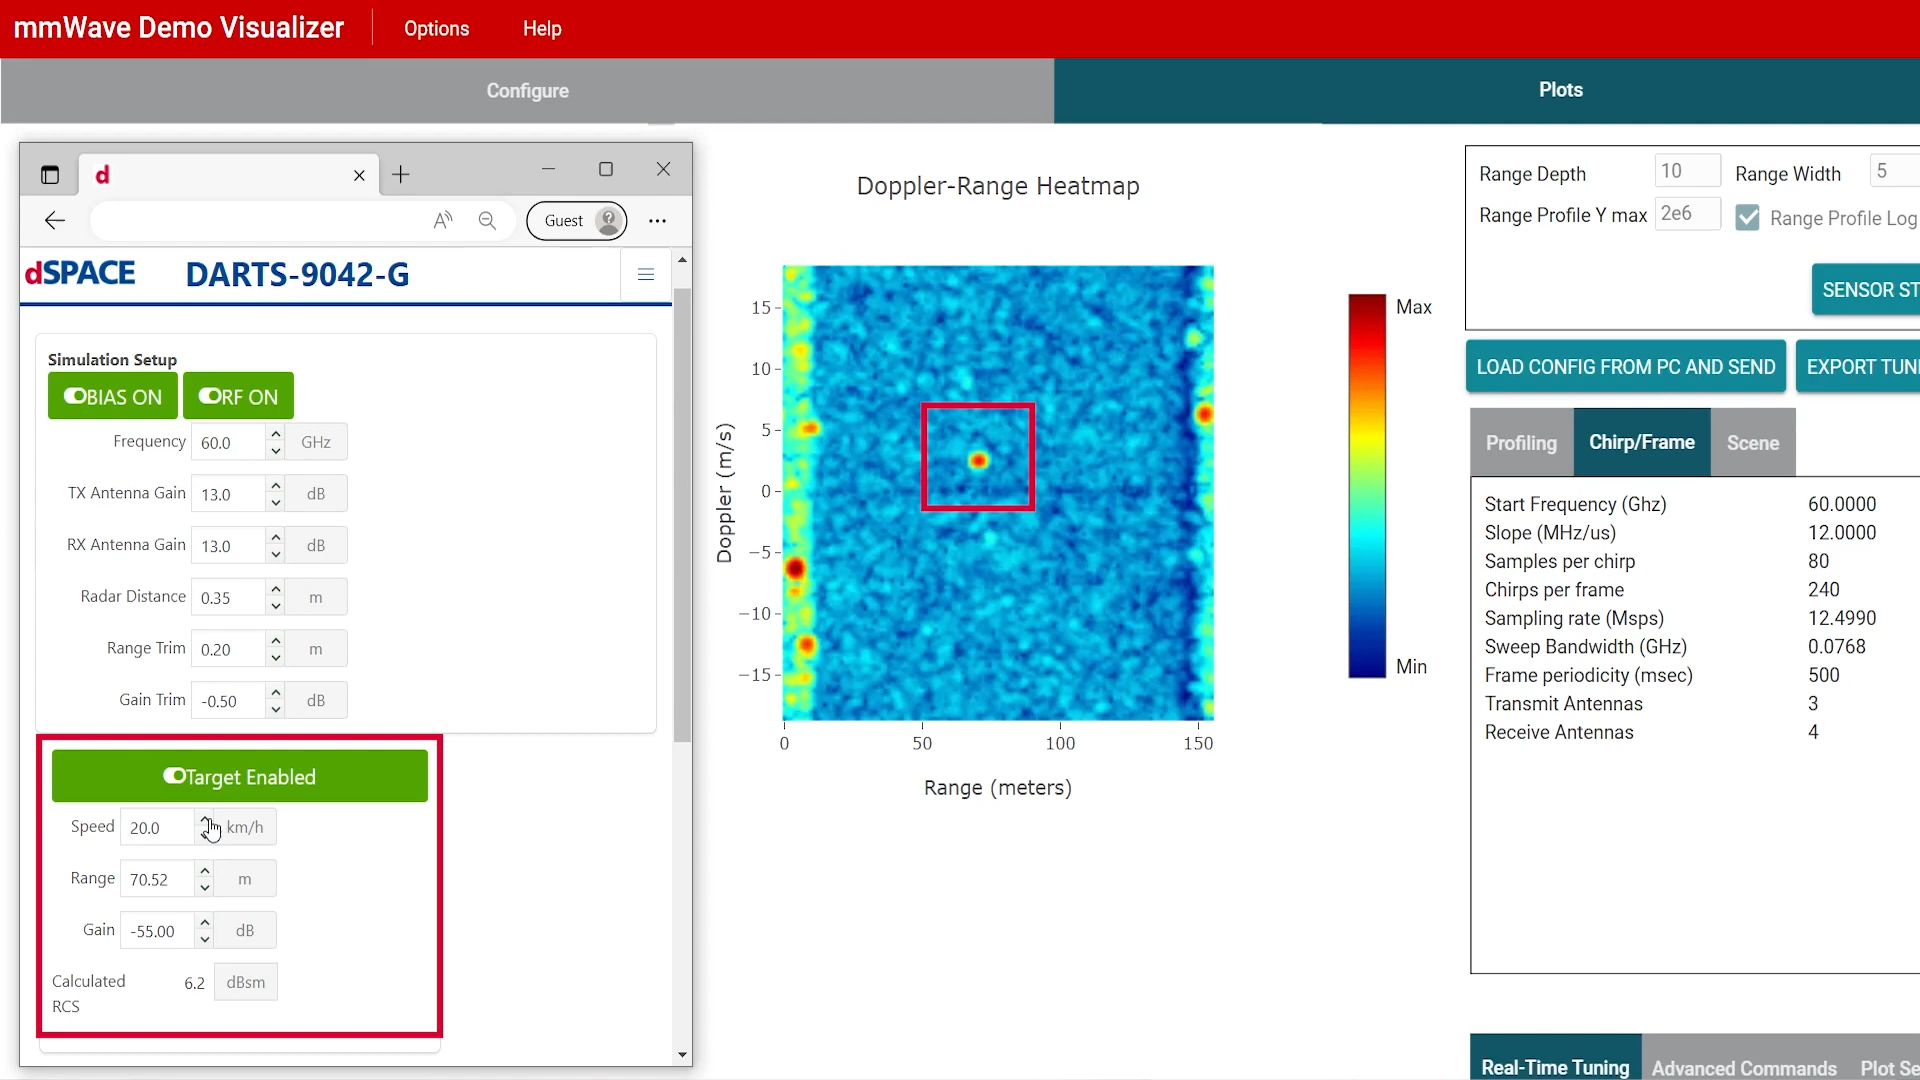 mmWave Demo Visualizer
Options
Help
Configure
Plots
d
Guest
dSPACE
DARTS-9042-G
Simulation Setup
BIAS ON
RF ON
Frequency 60.0 GHz
TX Antenna Gain 13.0 dB
RX Antenna Gain 13.0 dB
Radar Distance 0.35 m
Range Trim 0.20 m
Gain Trim -0.50 dB
Target Enabled
Speed 20.0 km/h
Range 70.52 m
Gain -55.00 dB
Calculated
RCS
6.2 dBsm
Doppler-Range Heatmap
Doppler (m/s)
15
10
5
0
−5
−10
−15
0 50 100 150
Range (meters)
Max
Min
Range Depth 10 Range Width 5
Range Profile Y max 2e6 Range Profile Log
SENSOR ST
LOAD CONFIG FROM PC AND SEND
EXPORT TUNI
Profiling
Chirp/Frame
Scene
Start Frequency (Ghz) 60.0000
Slope (MHz/us) 12.0000
Samples per chirp 80
Chirps per frame 240
Sampling rate (Msps) 12.4990
Sweep Bandwidth (GHz) 0.0768
Frame periodicity (msec) 500
Transmit Antennas 3
Receive Antennas 4
Real-Time Tuning
Advanced Commands
Plot Se